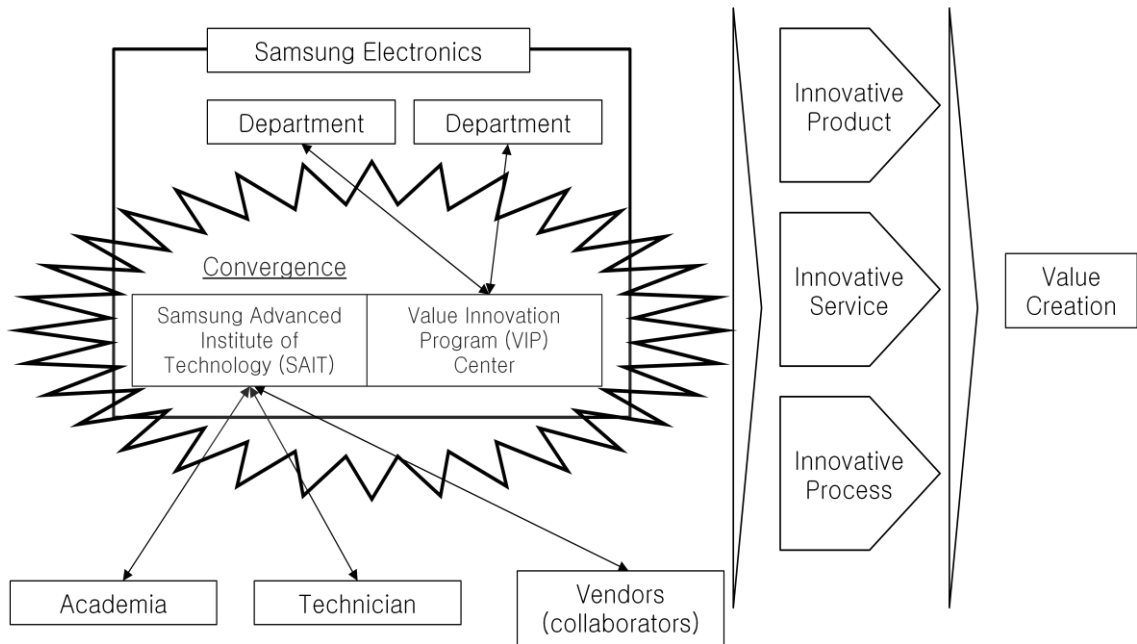 Samsung Electronics
Department
Department
Convergence
Samsung Advanced
Institute of
Technology (SAIT)
Value Innovation
Program (VIP)
Center
Academia
Technician
Vendors
(collaborators)
Innovative
Product
Innovative
Service
Innovative
Process
Value
Creation